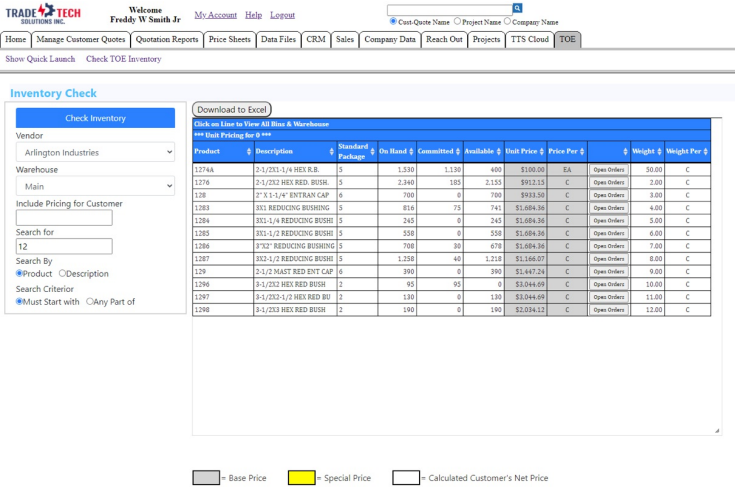 TRADE TECH
SOLUTIONS INC.
Welcome
Freddy W Smith Jr
My Account Help Logout
Cust-Quote Name Project Name Company Name
Home Manage Customer Quotes Quotation Reports Price Sheets Data Files CRM Sales Company Data Reach Out Projects TTS Cloud TOE
Show Quick Launch Check TOE Inventory
Inventory Check
Check Inventory
Vendor
Arlington Industries
Warehouse
Main
Include Pricing for Customer
Search for
12
Search By
Product Description
Search Criterior
Must Start with Any Part of
Download to Excel
Click on Line to View All Bins & Warehouse
*** Unit Pricing for 0 ***
Product Description Standard Package On Hand Committed Available Unit Price Price Per Weight Weight Per
1274A 2-1/2X1-1/4 HEX R.B. 5 1,530 1,130 400 $100.00 EA Open Orders 50.00 C
1276 2-1/2X2 HEX RED. BUSH. 5 2,340 185 2,155 $912.15 C Open Orders 2.00 C
128 2" X 1-1/4" ENTRAN CAP 6 700 0 700 $933.50 C Open Orders 3.00 C
1283 3X1 REDUCING BUSHING 5 816 75 741 $1,684.36 C Open Orders 4.00 C
1284 3X1-1/4 REDUCING BUSHI 5 245 0 245 $1,684.36 C Open Orders 5.00 C
1285 3X1-1/2 REDUCING BUSHI 5 558 0 558 $1,684.36 C Open Orders 6.00 C
1286 3"X2" REDUCING BUSHING 5 708 30 678 $1,684.36 C Open Orders 7.00 C
1287 3X2-1/2 REDUCING BUSHI 5 1,258 40 1,218 $1,166.07 C Open Orders 8.00 C
129 2-1/2 MAST RED ENT CAP 6 390 0 390 $1,447.24 C Open Orders 9.00 C
1296 3-1/2X2 HEX RED BUSH 2 95 95 0 $3,044.69 C Open Orders 10.00 C
1297 3-1/2X2-1/2 HEX RED BU 2 130 0 130 $3,044.69 C Open Orders 11.00 C
1298 3-1/2X3 HEX RED BUSH 2 190 0 190 $2,034.12 C Open Orders 12.00 C
= Base Price = Special Price = Calculated Customer's Net Price